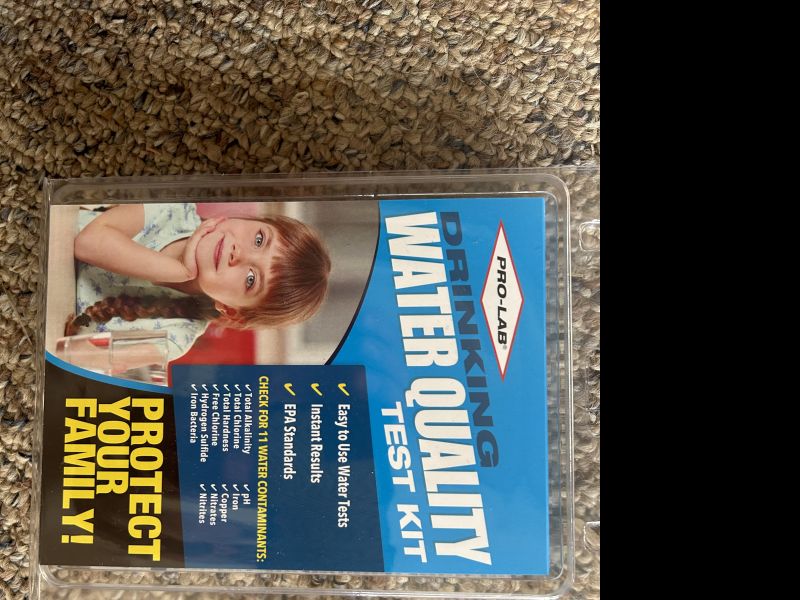 PRO-LAB®
DRINKING
WATER QUALITY
TEST KIT
✓ Easy to Use Water Tests
✓ Instant Results
✓ EPA Standards
CHECK FOR 11 WATER CONTAMINANTS:
✓ Total Alkalinity
✓ Total Chlorine
✓ Total Hardness
✓ Free Chlorine
✓ Hydrogen Sulfide
✓ Iron Bacteria
✓ pH
✓ Iron
✓ Copper
✓ Nitrates
✓ Nitrites
PROTECT
YOUR
FAMILY!